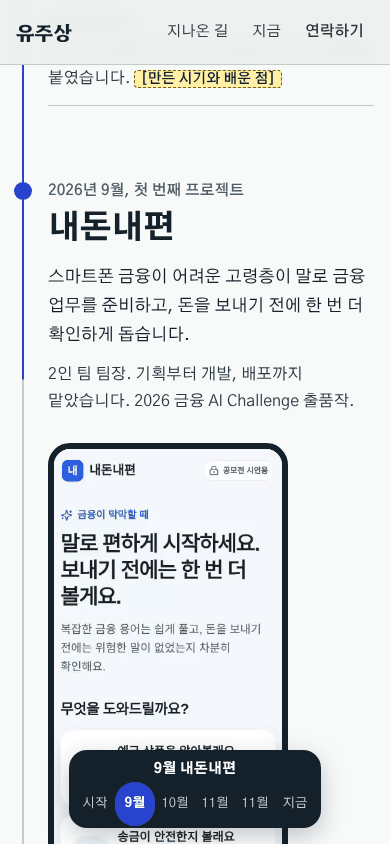 유주상
지나온 길 지금 연락하기
붙였습니다. [만든 시기와 배운 점]
2026년 9월, 첫 번째 프로젝트
내돈내편
스마트폰 금융이 어려운 고령층이 말로 금융
업무를 준비하고, 돈을 보내기 전에 한 번 더
확인하게 돕습니다.
2인 팀 팀장. 기획부터 개발, 배포까지
맡았습니다. 2026 금융 AI Challenge 출품작.
내 내돈내편 공모전 시연용
금융이 막막할 때
말로 편하게 시작하세요.
보내기 전에는 한 번 더
볼게요.
복잡한 금융 용어는 쉽게 풀고, 돈을 보내기
전에는 위험한 말이 없었는지 차분히
확인해요.
무엇을 도와드릴까요?
9월 내돈내편
시작 9월 10월 11월 11월 지금
송금이 안전한지 볼래요